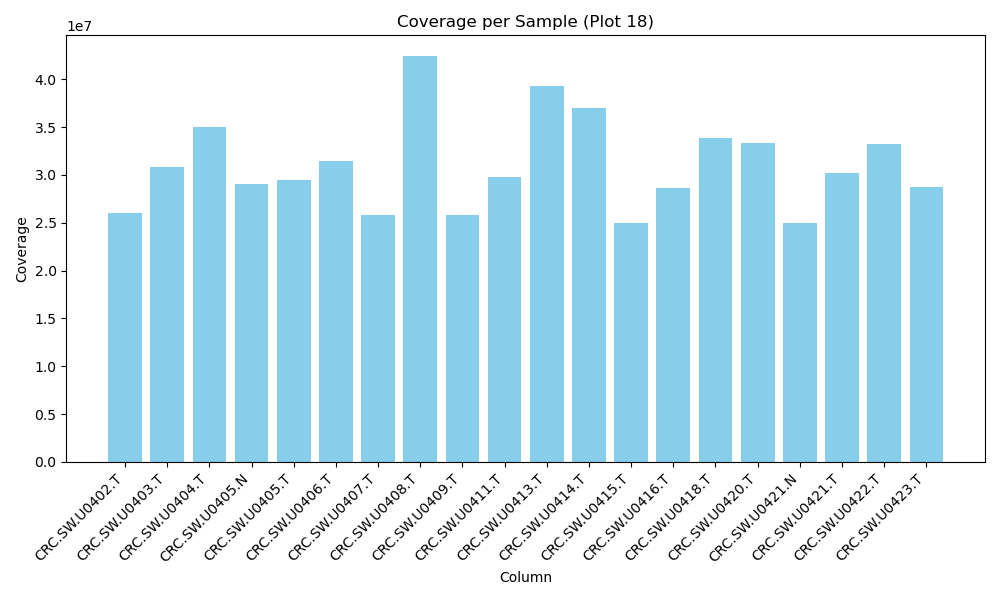 Coverage per Sample (Plot 18)
1e7
4.0
3.5
3.0
2.5
2.0
1.5
1.0
0.5
0.0
Coverage
CRC.SW.U0402.T
CRC.SW.U0403.T
CRC.SW.U0404.T
CRC.SW.U0405.N
CRC.SW.U0405.T
CRC.SW.U0406.T
CRC.SW.U0407.T
CRC.SW.U0408.T
CRC.SW.U0409.T
CRC.SW.U0411.T
CRC.SW.U0413.T
CRC.SW.U0414.T
CRC.SW.U0415.T
CRC.SW.U0416.T
CRC.SW.U0418.T
CRC.SW.U0420.T
CRC.SW.U0421.N
CRC.SW.U0421.T
CRC.SW.U0422.T
CRC.SW.U0423.T
Column